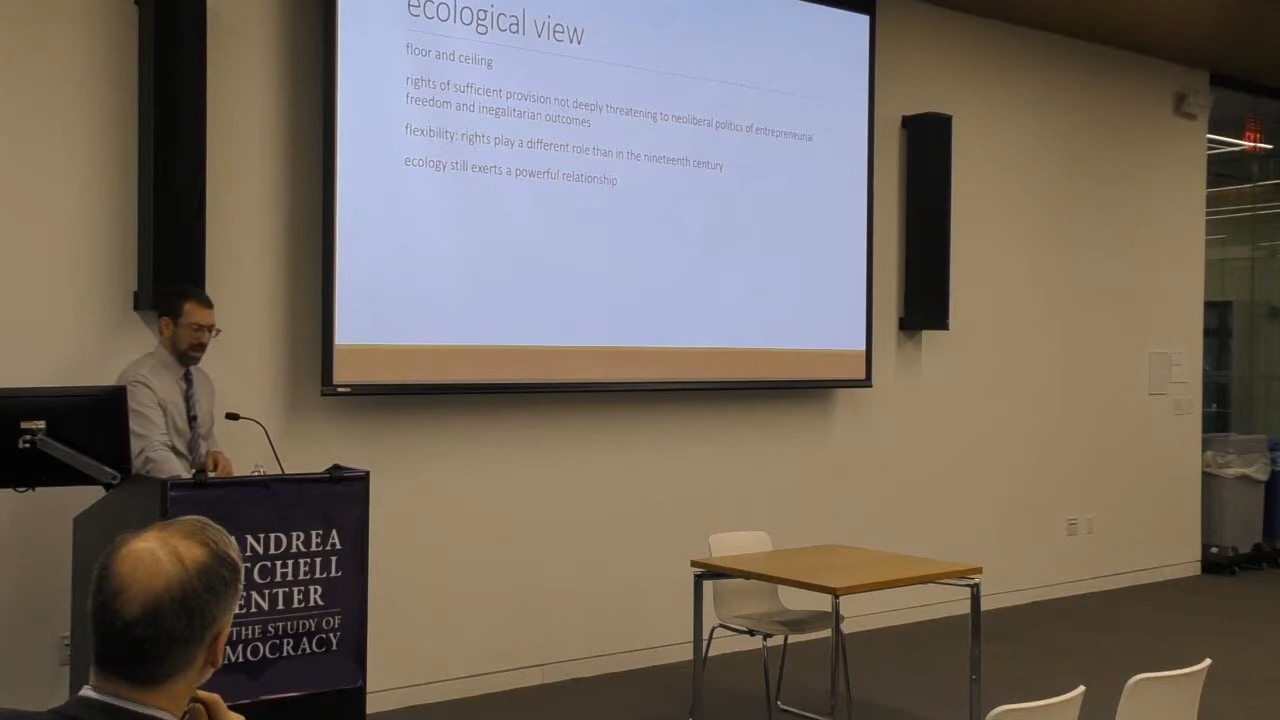 ecological view
floor and ceiling
rights of sufficient provision not deeply threatening to neoliberal politics of entrepreneurial
freedom and inegalitarian outcomes
flexibility: rights play a different role than in the nineteenth century
ecology still exerts a powerful relationship
EXIT
ANDREA
TCHELL
ENTER
THE STUDY OF
MOCRACY